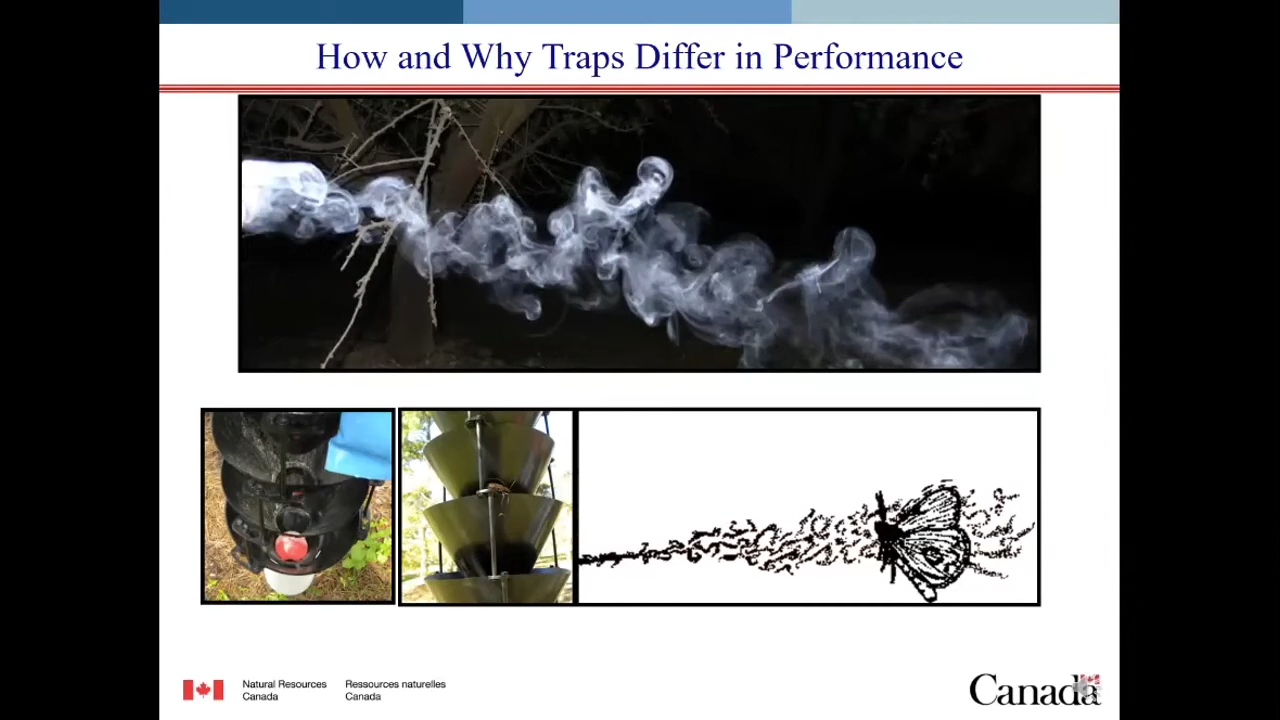 How and Why Traps Differ in Performance
Natural Resources Ressources naturelles
Canada Canada
Canada